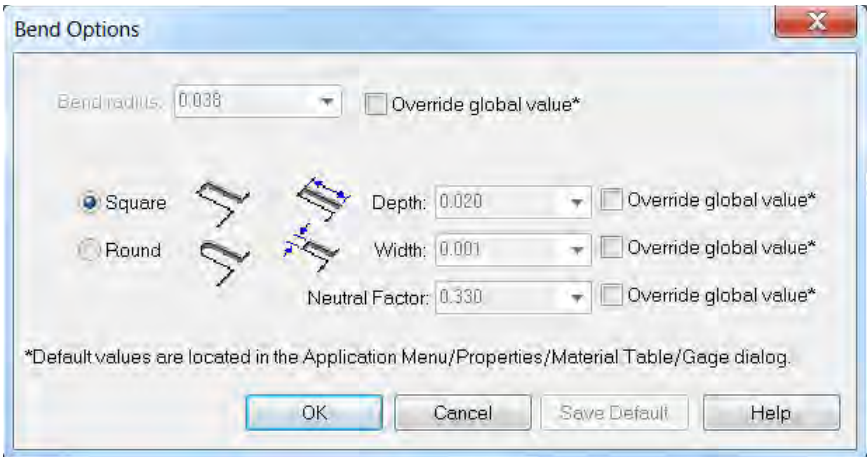 Bend Options
Bend radius: 0.038 Override global value*
Square Depth: 0.020 Override global value*
Round Width: 0.001 Override global value*
Neutral Factor: 0.330 Override global value*
*Default values are located in the Application Menu/Properties/Material Table/Gage dialog.
OK Cancel Save Default Help